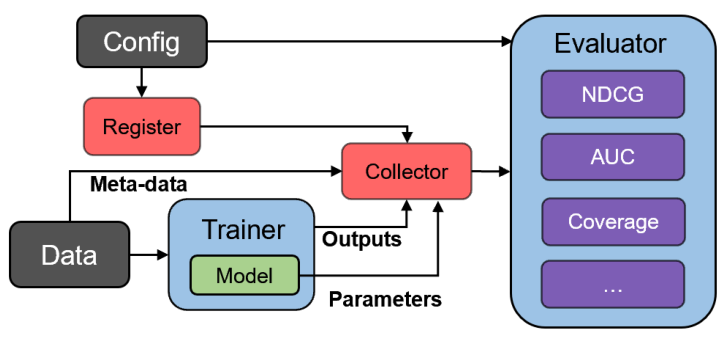 Config
Evaluator
NDCG
Register
AUC
Collector
Meta-data
Coverage
Trainer
Outputs
Data
Model
Parameters
...